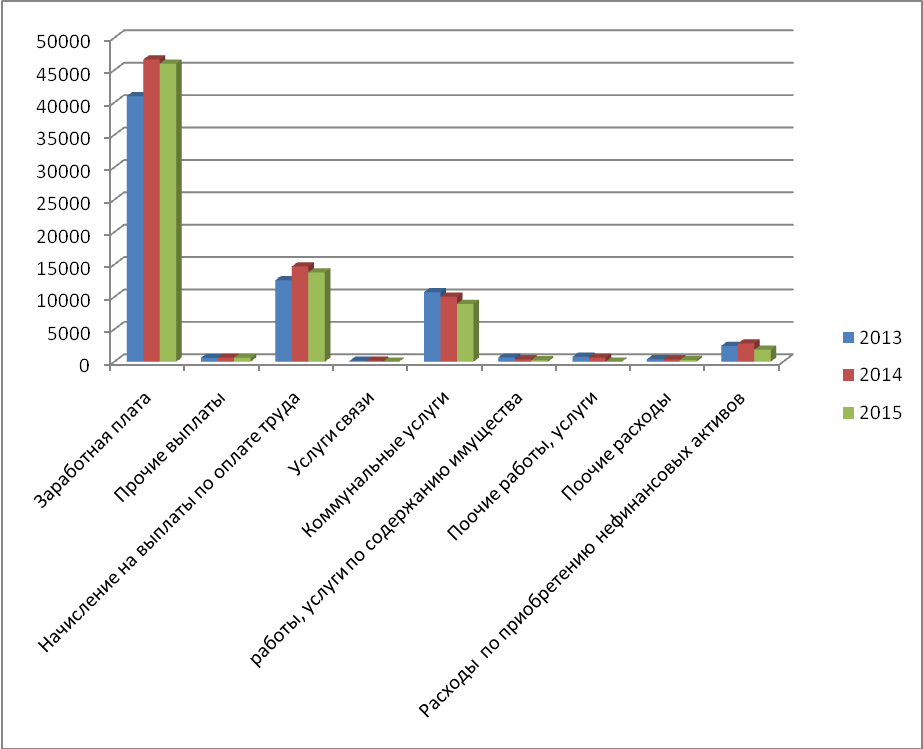 50000
45000
40000
35000
30000
25000
20000
15000
10000
5000
0
Заработная плата
Прочие выплаты
Начисление на выплаты по оплате труда
Услуги связи
Коммунальные услуги
работы, услуги по содержанию имущества
Поочие работы, услуги
Поочие расходы
Расходы по приобретению нефинансовых активов
2013
2014
2015